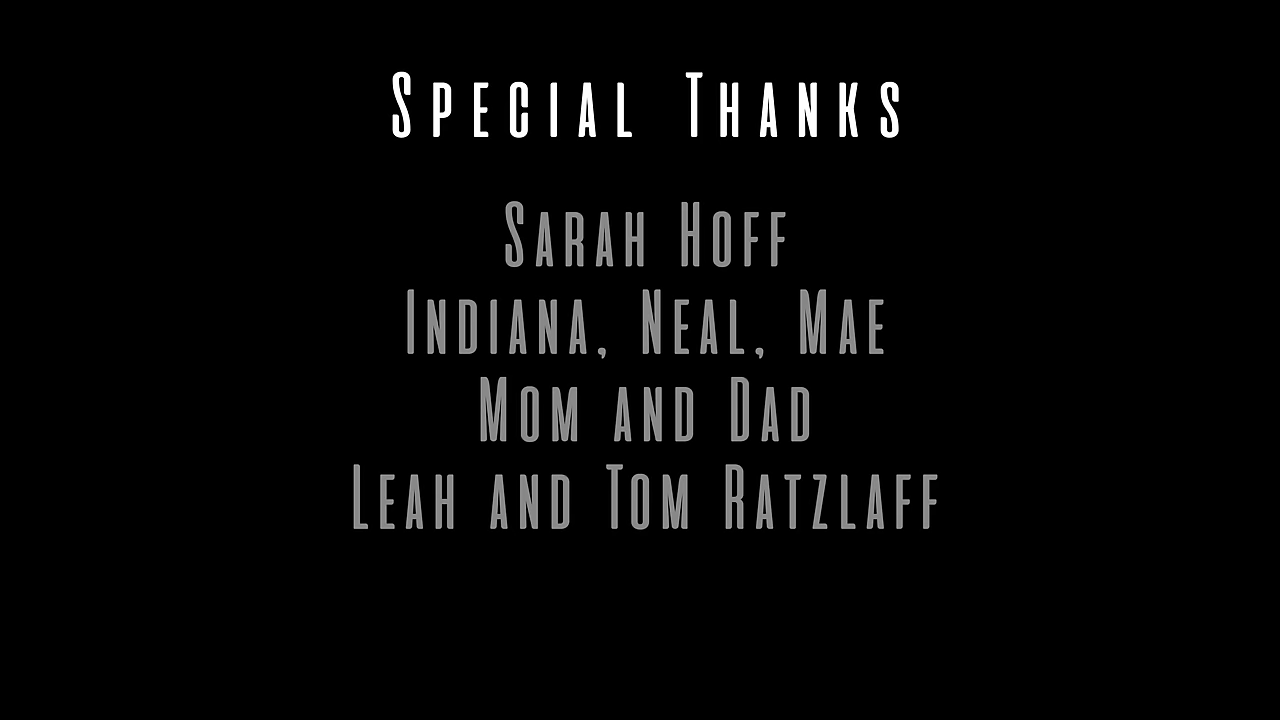 Special Thanks
Sarah Hoff
Indiana, Neal, Mae
Mom and Dad
Leah and Tom Ratzlaff